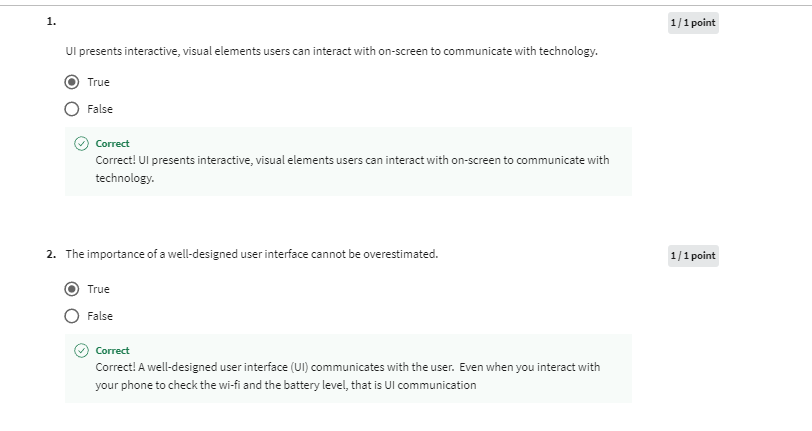 1.
1 / 1 point
UI presents interactive, visual elements users can interact with on-screen to communicate with technology.
True
False
Correct
Correct! UI presents interactive, visual elements users can interact with on-screen to communicate with
technology.
2. The importance of a well-designed user interface cannot be overestimated.
1 / 1 point
True
False
Correct
Correct! A well-designed user interface (UI) communicates with the user. Even when you interact with
your phone to check the wi-fi and the battery level, that is UI communication